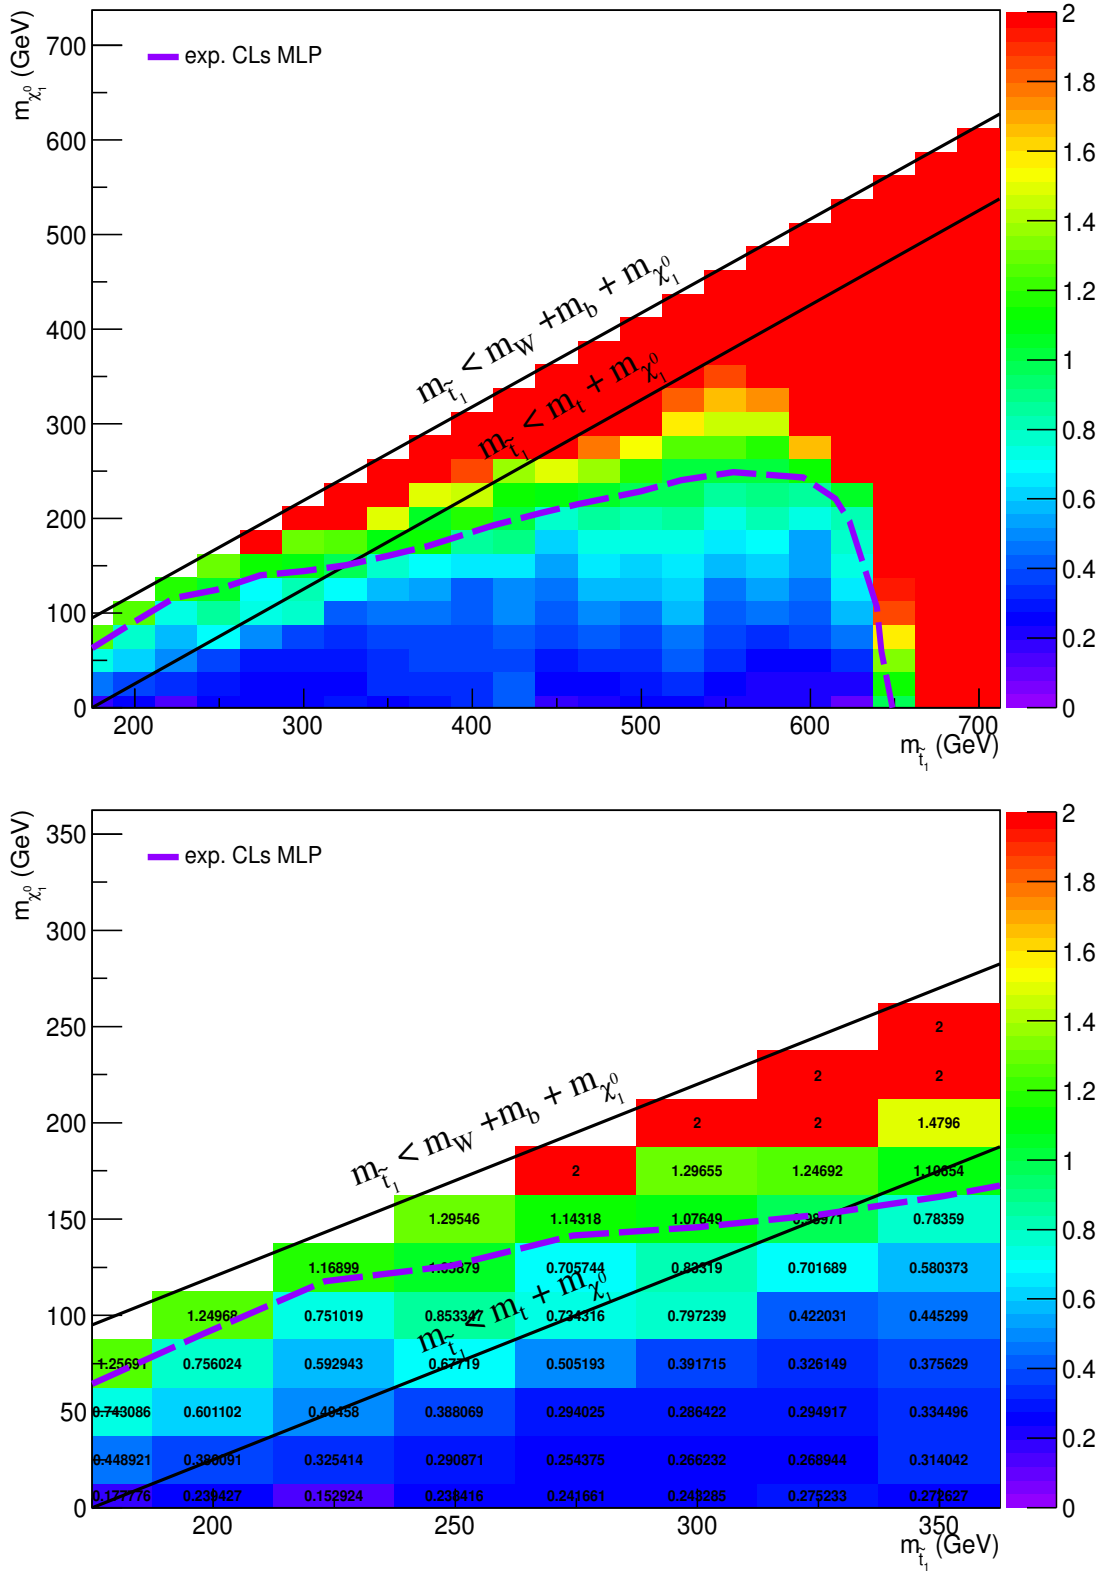 m_χ̃₁⁰ (GeV)
700
600
500
400
300
200
100
0
exp. CLs MLP
m_t̃₁ < m_W +m_b + m_χ̃₁⁰
m_t̃₁ < m_t + m_χ̃₁⁰
200 300 400 500 600 700
m_t̃₁ (GeV)
2
1.8
1.6
1.4
1.2
1
0.8
0.6
0.4
0.2
0
m_χ̃₁⁰ (GeV)
350
300
250
200
150
100
50
0
exp. CLs MLP
m_t̃₁ < m_W +m_b + m_χ̃₁⁰
m_t̃₁ < m_t + m_χ̃₁⁰
2
2 2
2 2 1.4796
2 1.29655 1.24692
1.29546 1.14318 1.07649 0.78359
1.16899 0.705744 0.83319 0.701689 0.580373
1.24968 0.751019 0.853347 0.734316 0.797239 0.422031 0.445299
1.25691 0.756024 0.592943 0.67719 0.505193 0.391715 0.326149 0.375629
0.743086 0.601102 0.388069 0.294025 0.286422 0.294917 0.334496
0.448921 0.325414 0.290871 0.254375 0.266232 0.268944 0.314042
0.177776 0.239427 0.152924 0.238416 0.241661 0.248285 0.275233 0.272627
200 250 300 350
m_t̃₁ (GeV)
2
1.8
1.6
1.4
1.2
1
0.8
0.6
0.4
0.2
0